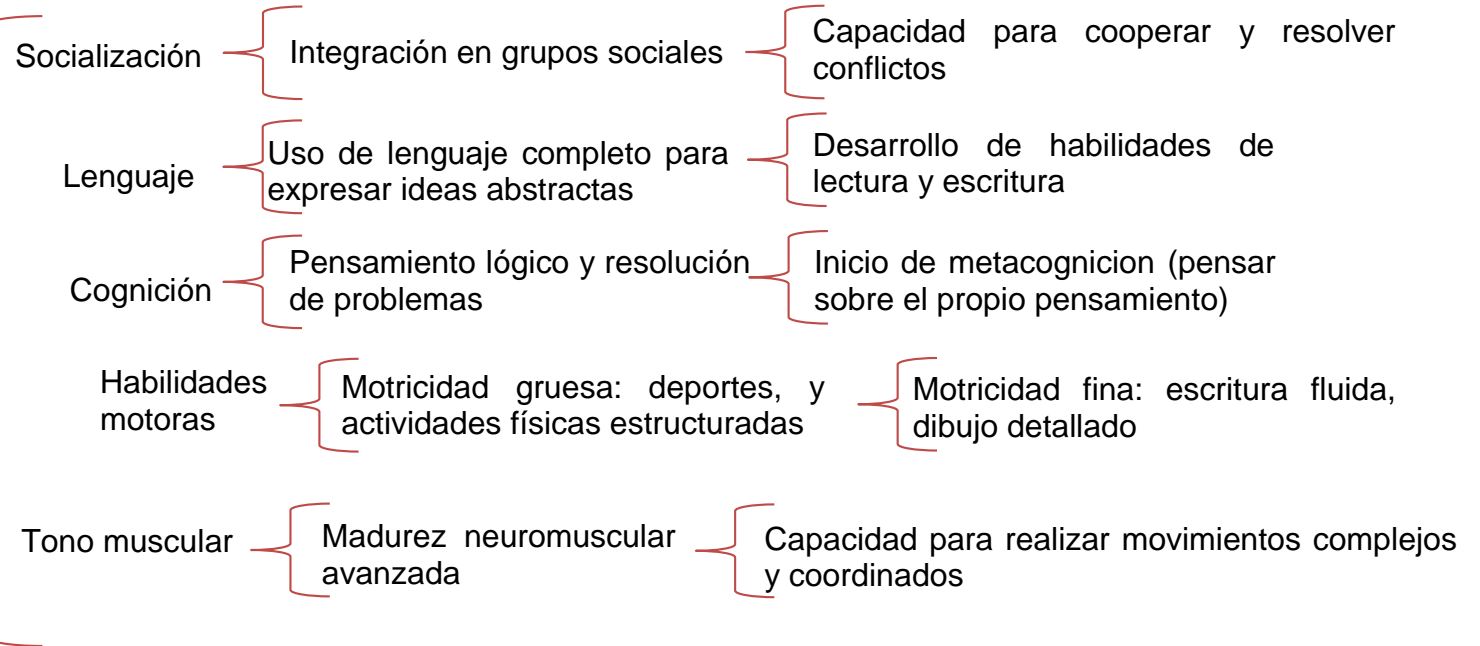 Socialización
Integración en grupos sociales
Capacidad para cooperar y resolver
conflictos
Lenguaje
Uso de lenguaje completo para
expresar ideas abstractas
Desarrollo de habilidades de
lectura y escritura
Cognición
Pensamiento lógico y resolución
de problemas
Inicio de metacognicion (pensar
sobre el propio pensamiento)
Habilidades
motoras
Motricidad gruesa: deportes, y
actividades físicas estructuradas
Motricidad fina: escritura fluida,
dibujo detallado
Tono muscular
Madurez neuromuscular
avanzada
Capacidad para realizar movimientos complejos
y coordinados